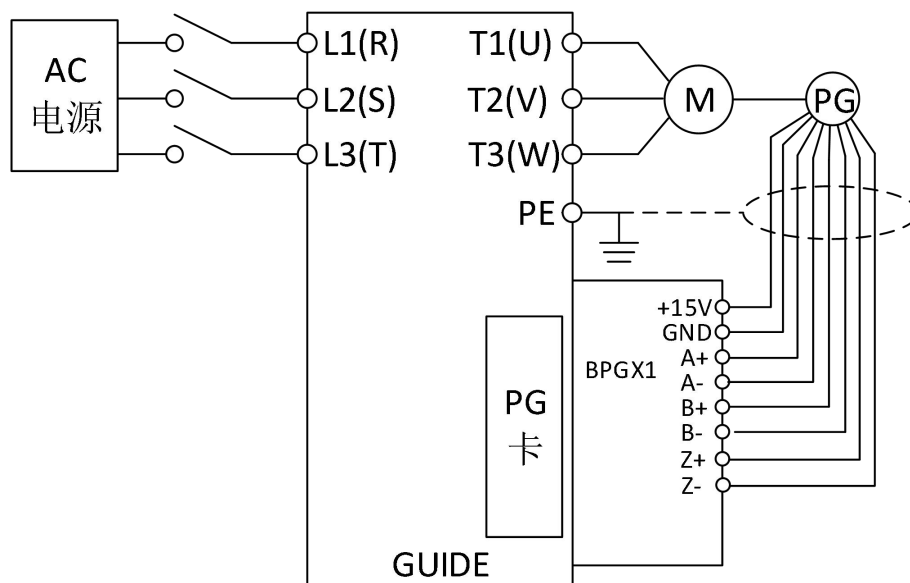 AC
电源
L1(R)
L2(S)
L3(T)
T1(U)
T2(V)
T3(W)
PE
M
PG
+15V
GND
A+
A-
B+
B-
Z+
Z-
BPGX1
PG
卡
GUIDE